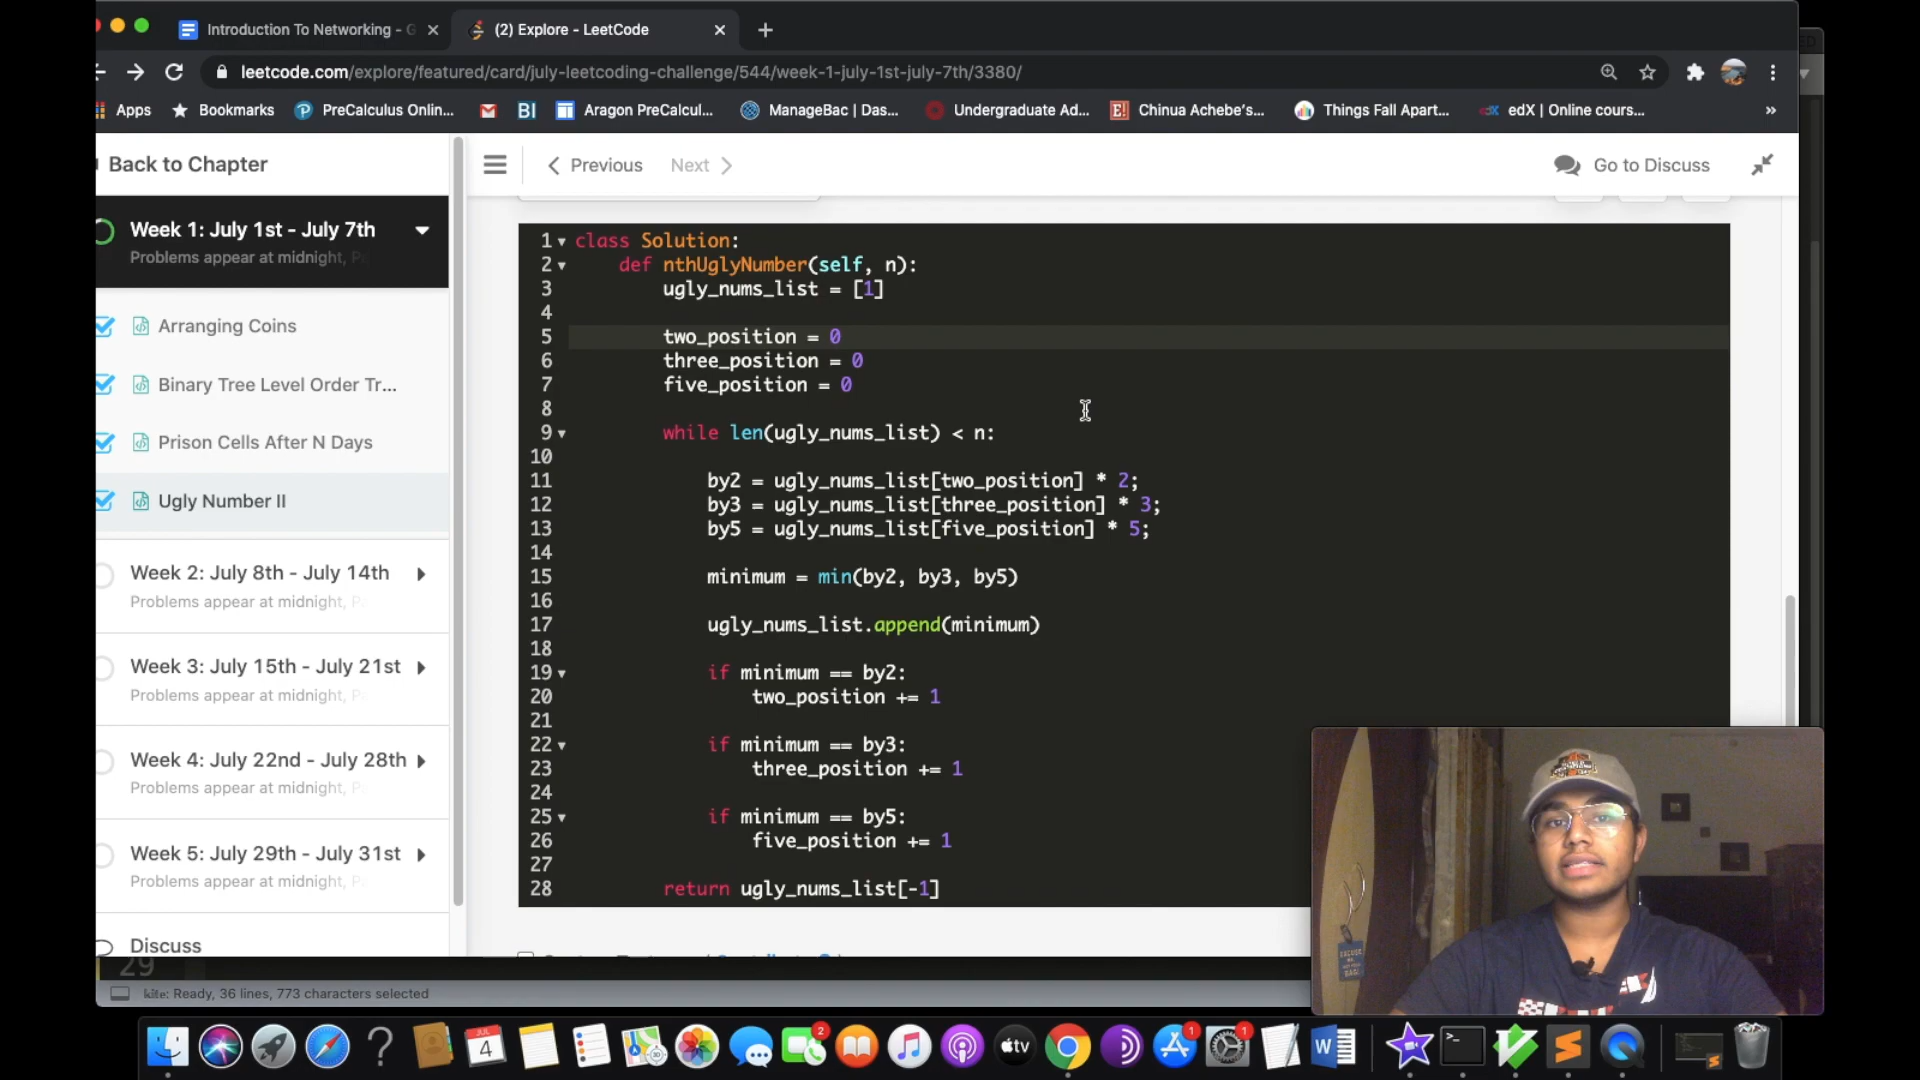 Introduction To Networking - G
(2) Explore - LeetCode
leetcode.com/explore/featured/card/july-leetcoding-challenge/544/week-1-july-1st-july-7th/3380/
Apps
Bookmarks
PreCalculus Onlin...
BI
Aragon PreCalcul...
ManageBac | Das...
Undergraduate Ad...
E!
Chinua Achebe's...
Things Fall Apart...
edX | Online cours...
»
Back to Chapter
Previous
Next
Go to Discuss
Week 1: July 1st - July 7th
Problems appear at midnight, P
Arranging Coins
Binary Tree Level Order Tr...
Prison Cells After N Days
Ugly Number II
Week 2: July 8th - July 14th
Problems appear at midnight, P
Week 3: July 15th - July 21st
Problems appear at midnight, P
Week 4: July 22nd - July 28th
Problems appear at midnight, P
Week 5: July 29th - July 31st
Problems appear at midnight, P
Discuss
1 class Solution:
2 def nthUglyNumber(self, n):
3 ugly_nums_list = [1]
4
5 two_position = 0
6 three_position = 0
7 five_position = 0
8
9 while len(ugly_nums_list) < n:
10
11 by2 = ugly_nums_list[two_position] * 2;
12 by3 = ugly_nums_list[three_position] * 3;
13 by5 = ugly_nums_list[five_position] * 5;
14
15 minimum = min(by2, by3, by5)
16
17 ugly_nums_list.append(minimum)
18
19 if minimum == by2:
20 two_position += 1
21
22 if minimum == by3:
23 three_position += 1
24
25 if minimum == by5:
26 five_position += 1
27
28 return ugly_nums_list[-1]
29
kite: Ready, 36 lines, 773 characters selected
JUL
4
2
tv
1
1
W